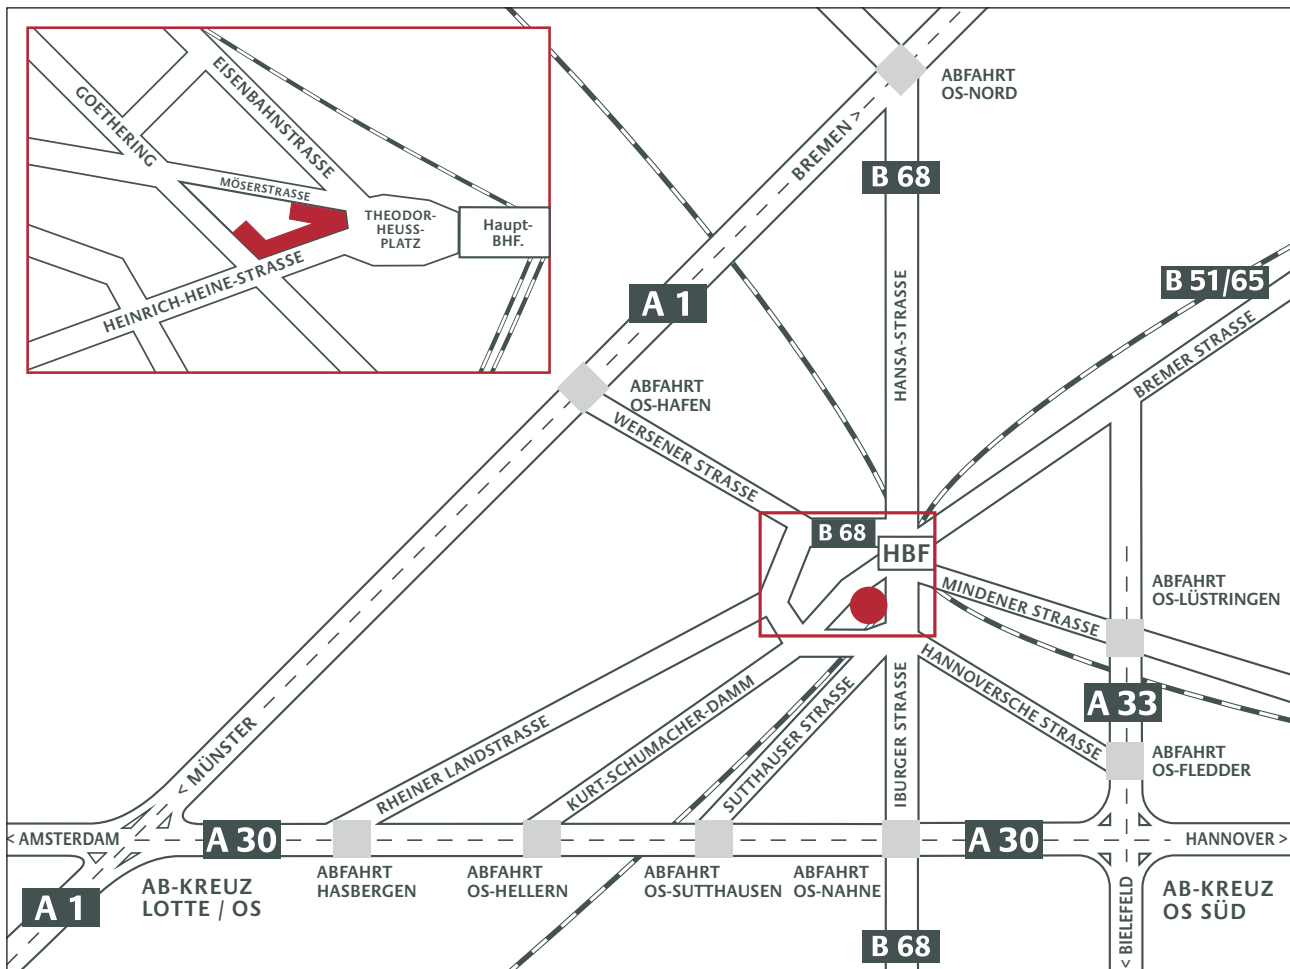 EISENBAHNSTRASSE
GOETHERING
MÖSERSTRASSE
THEODOR-
HEUSS-
PLATZ
Haupt-
BHF.
HEINRICH-HEINE-STRASSE
ABFAHRT
OS-NORD
BREMEN >
B 68
HANSA-STRASSE
A 1
B 51/65
BREMER STRASSE
ABFAHRT
OS-HAFEN
WERSENER STRASSE
B 68
HBF
MINDENER STRASSE
ABFAHRT
OS-LÜSTRINGEN
HANNOVERSCHE STRASSE
A 33
ABFAHRT
OS-FLEDDER
< MÜNSTER
RHEINER LANDSTRASSE
KURT-SCHUMACHER-DAMM
SUTTHAUSER STRASSE
IBURGER STRASSE
< AMSTERDAM
A 30
A 30
HANNOVER >
ABFAHRT
HASBERGEN
ABFAHRT
OS-HELLERN
ABFAHRT
OS-SUTTHAUSEN
ABFAHRT
OS-NAHNE
AB-KREUZ
LOTTE / OS
A 1
B 68
< BIELEFELD
AB-KREUZ
OS SÜD